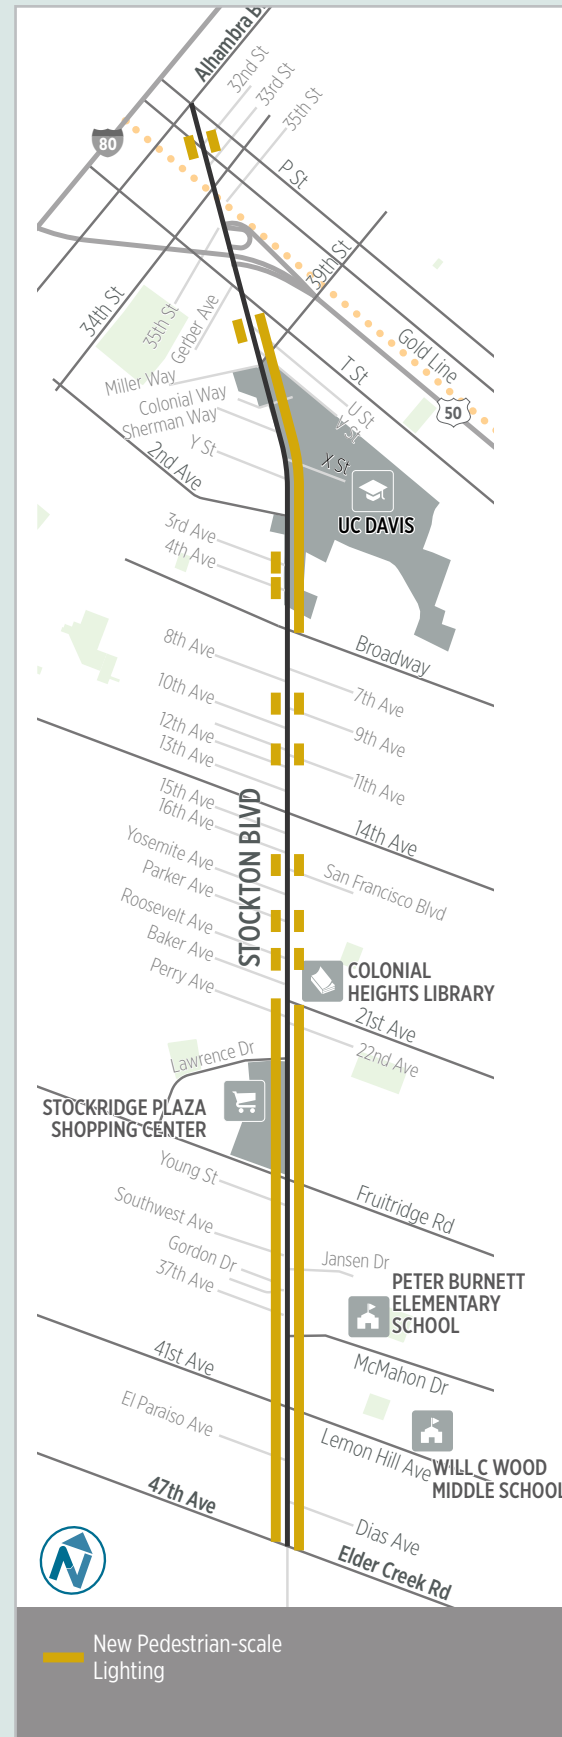 Alhambra B
32nd St
33rd St
35th St
80
P St
39th St
34th St
35th St
Gerber Ave
Gold Line
T St
50
Miller Way
Colonial Way
Sherman Way
U St
V St
Y St
X St
2nd Ave
UC DAVIS
3rd Ave
4th Ave
Broadway
8th Ave
7th Ave
10th Ave
9th Ave
12th Ave
13th Ave
11th Ave
15th Ave
16th Ave
14th Ave
STOCKTON BLVD
Yosemite Ave
Parker Ave
San Francisco Blvd
Roosevelt Ave
Baker Ave
Perry Ave
COLONIAL
HEIGHTS LIBRARY
21st Ave
22nd Ave
Lawrence Dr
STOCKRIDGE PLAZA
SHOPPING CENTER
Young St
Fruitridge Rd
Southwest Ave
Gordon Dr
37th Ave
Jansen Dr
PETER BURNETT
ELEMENTARY
SCHOOL
41st Ave
McMahon Dr
El Paraiso Ave
Lemon Hill Ave
WILL C WOOD
MIDDLE SCHOOL
47th Ave
Dias Ave
Elder Creek Rd
N
New Pedestrian-scale
Lighting